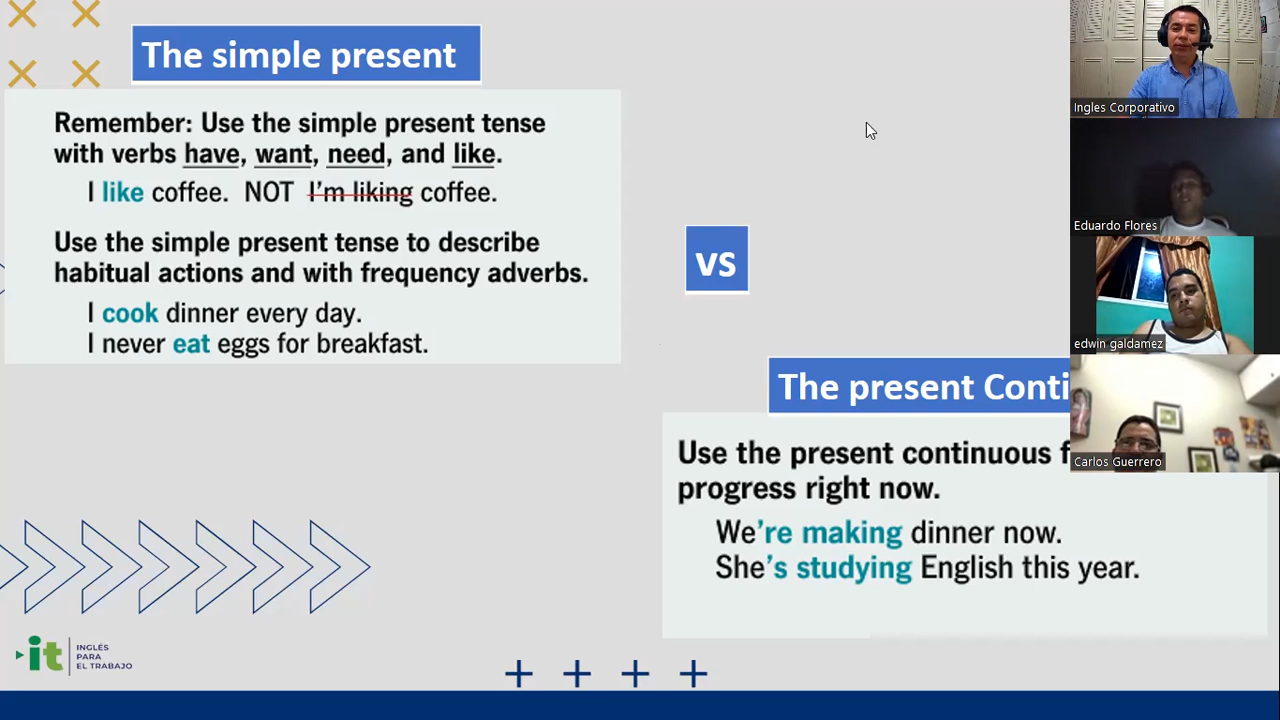 The simple present
Remember: Use the simple present tense
with verbs have, want, need, and like.
I like coffee. NOT I'm liking coffee.
Use the simple present tense to describe
habitual actions and with frequency adverbs.
I cook dinner every day.
I never eat eggs for breakfast.
vs
The present Conti
Use the present continuous f
progress right now.
We're making dinner now.
She's studying English this year.
it
INGLÉS
PARA
EL TRABAJO
Ingles Corporativo
Eduardo Flores
edwin galdamez
Carlos Guerrero